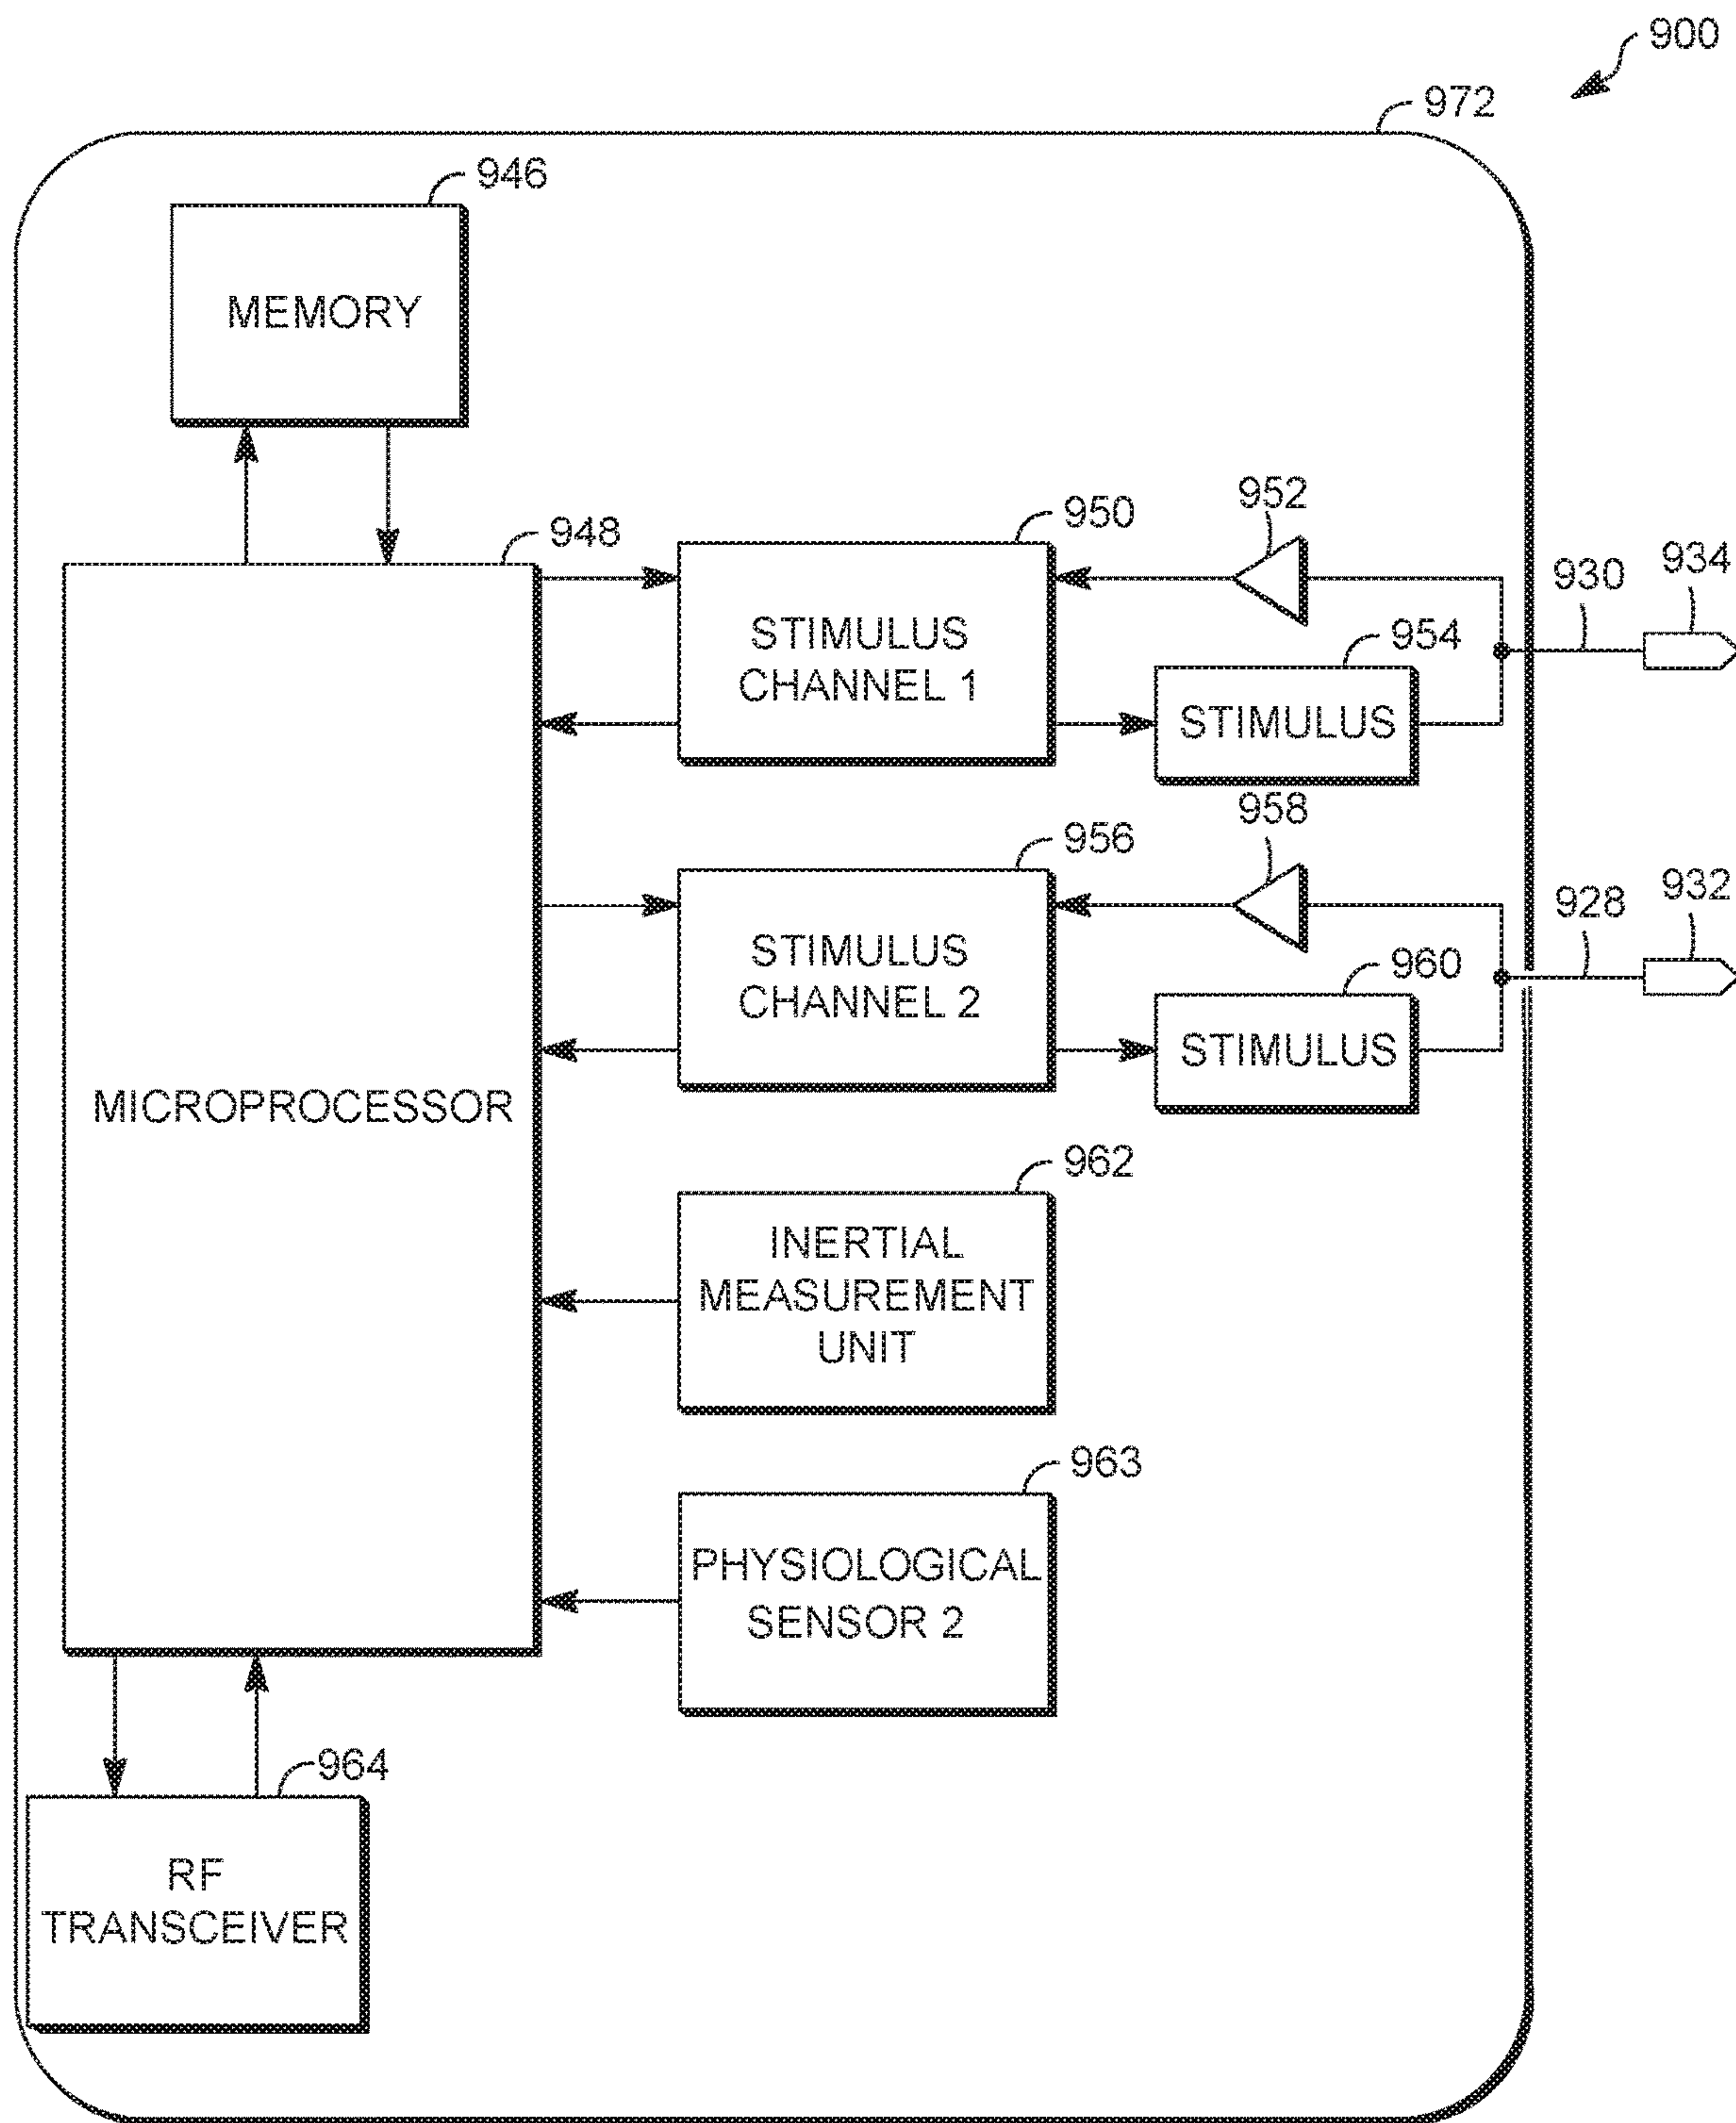 900
972
946
MEMORY
948
950
952
930
934
STIMULUS
CHANNEL 1
954
STIMULUS
956
958
928
932
STIMULUS
CHANNEL 2
960
STIMULUS
MICROPROCESSOR
962
INERTIAL
MEASUREMENT
UNIT
963
PHYSIOLOGICAL
SENSOR 2
964
RF
TRANSCEIVER